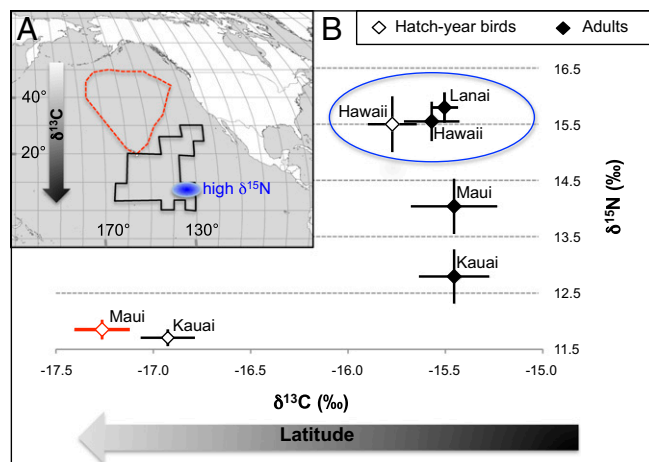 A
B
Hatch-year birds
Adults
δ13C
40°
20°
170°
130°
high δ15N
16.5
15.5
14.5
13.5
12.5
11.5
δ15N (‰)
Lanai
Hawaii
Hawaii
Maui
Kauai
Maui
Kauai
-17.5
-17.0
-16.5
-16.0
-15.5
-15.0
δ13C (‰)
Latitude